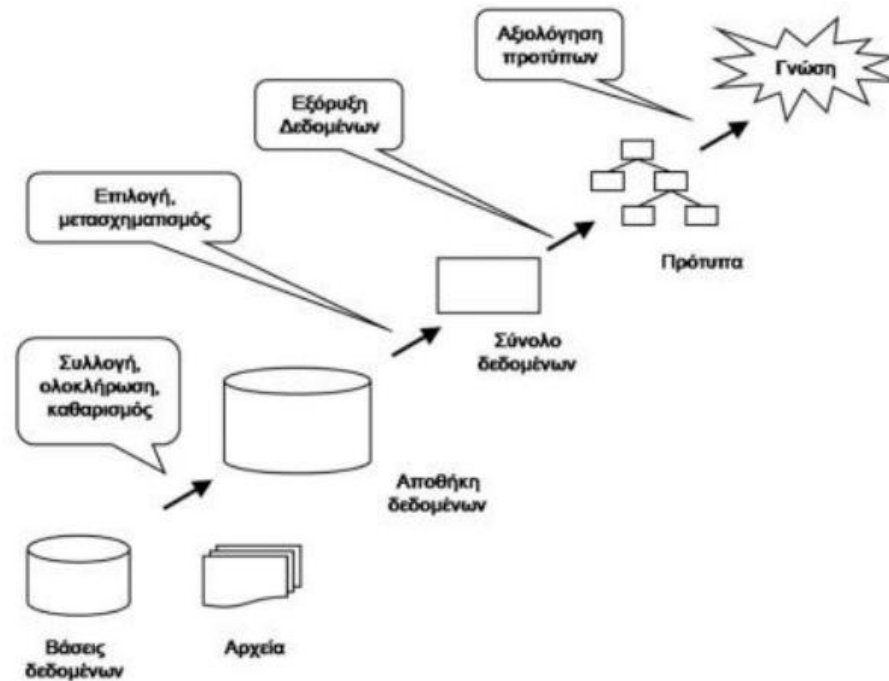 Αξιολόγηση
προτύπων
Γνώση
Εξόρυξη
Δεδομένων
Επιλογή,
μετασχηματισμός
Πρότυπα
Σύνολο
δεδομένων
Συλλογή,
ολοκλήρωση,
καθαρισμός
Αποθήκη
δεδομένων
Βάσεις
δεδομένων
Αρχεία